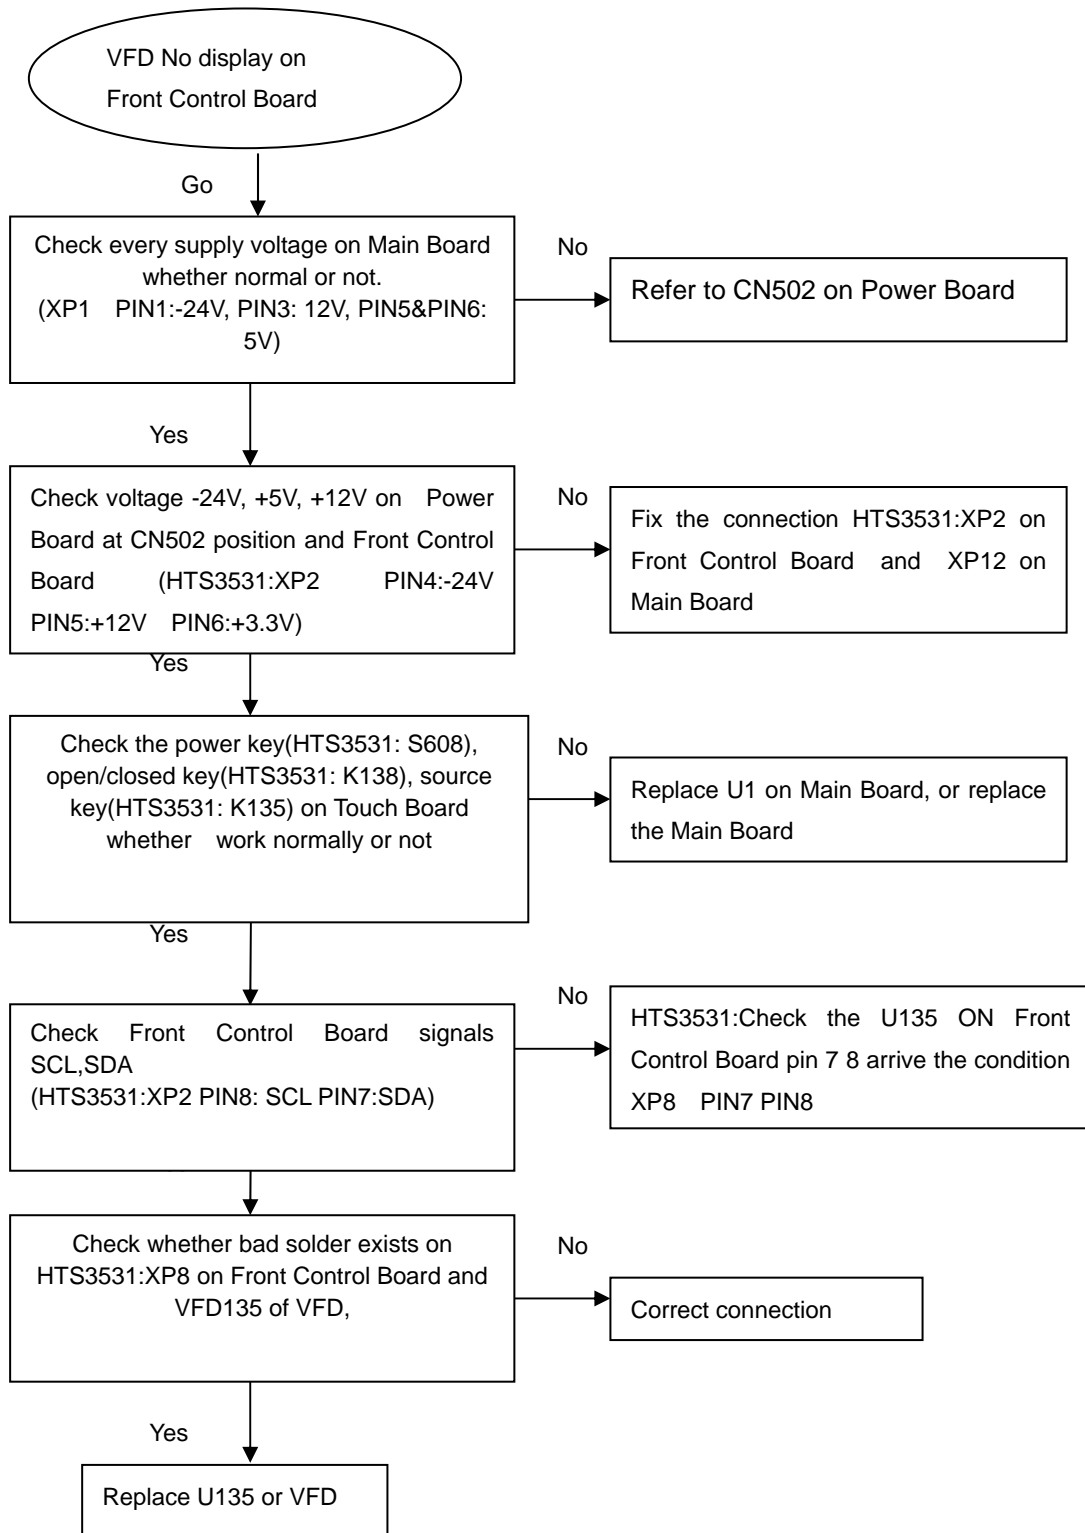 VFD No display on
Front Control Board
Go
Check every supply voltage on Main Board
whether normal or not.
(XP1 PIN1:-24V, PIN3: 12V, PIN5&PIN6:
5V)
No
Refer to CN502 on Power Board
Yes
Check voltage -24V, +5V, +12V on Power
Board at CN502 position and Front Control
Board (HTS3531:XP2 PIN4:-24V
PIN5:+12V PIN6:+3.3V)
No
Fix the connection HTS3531:XP2 on
Front Control Board and XP12 on
Main Board
Yes
Check the power key(HTS3531: S608),
open/closed key(HTS3531: K138), source
key(HTS3531: K135) on Touch Board
whether work normally or not
No
Replace U1 on Main Board, or replace
the Main Board
Yes
Check Front Control Board signals
SCL,SDA
(HTS3531:XP2 PIN8: SCL PIN7:SDA)
No
HTS3531:Check the U135 ON Front
Control Board pin 7 8 arrive the condition
XP8 PIN7 PIN8
Check whether bad solder exists on
HTS3531:XP8 on Front Control Board and
VFD135 of VFD,
No
Correct connection
Yes
Replace U135 or VFD